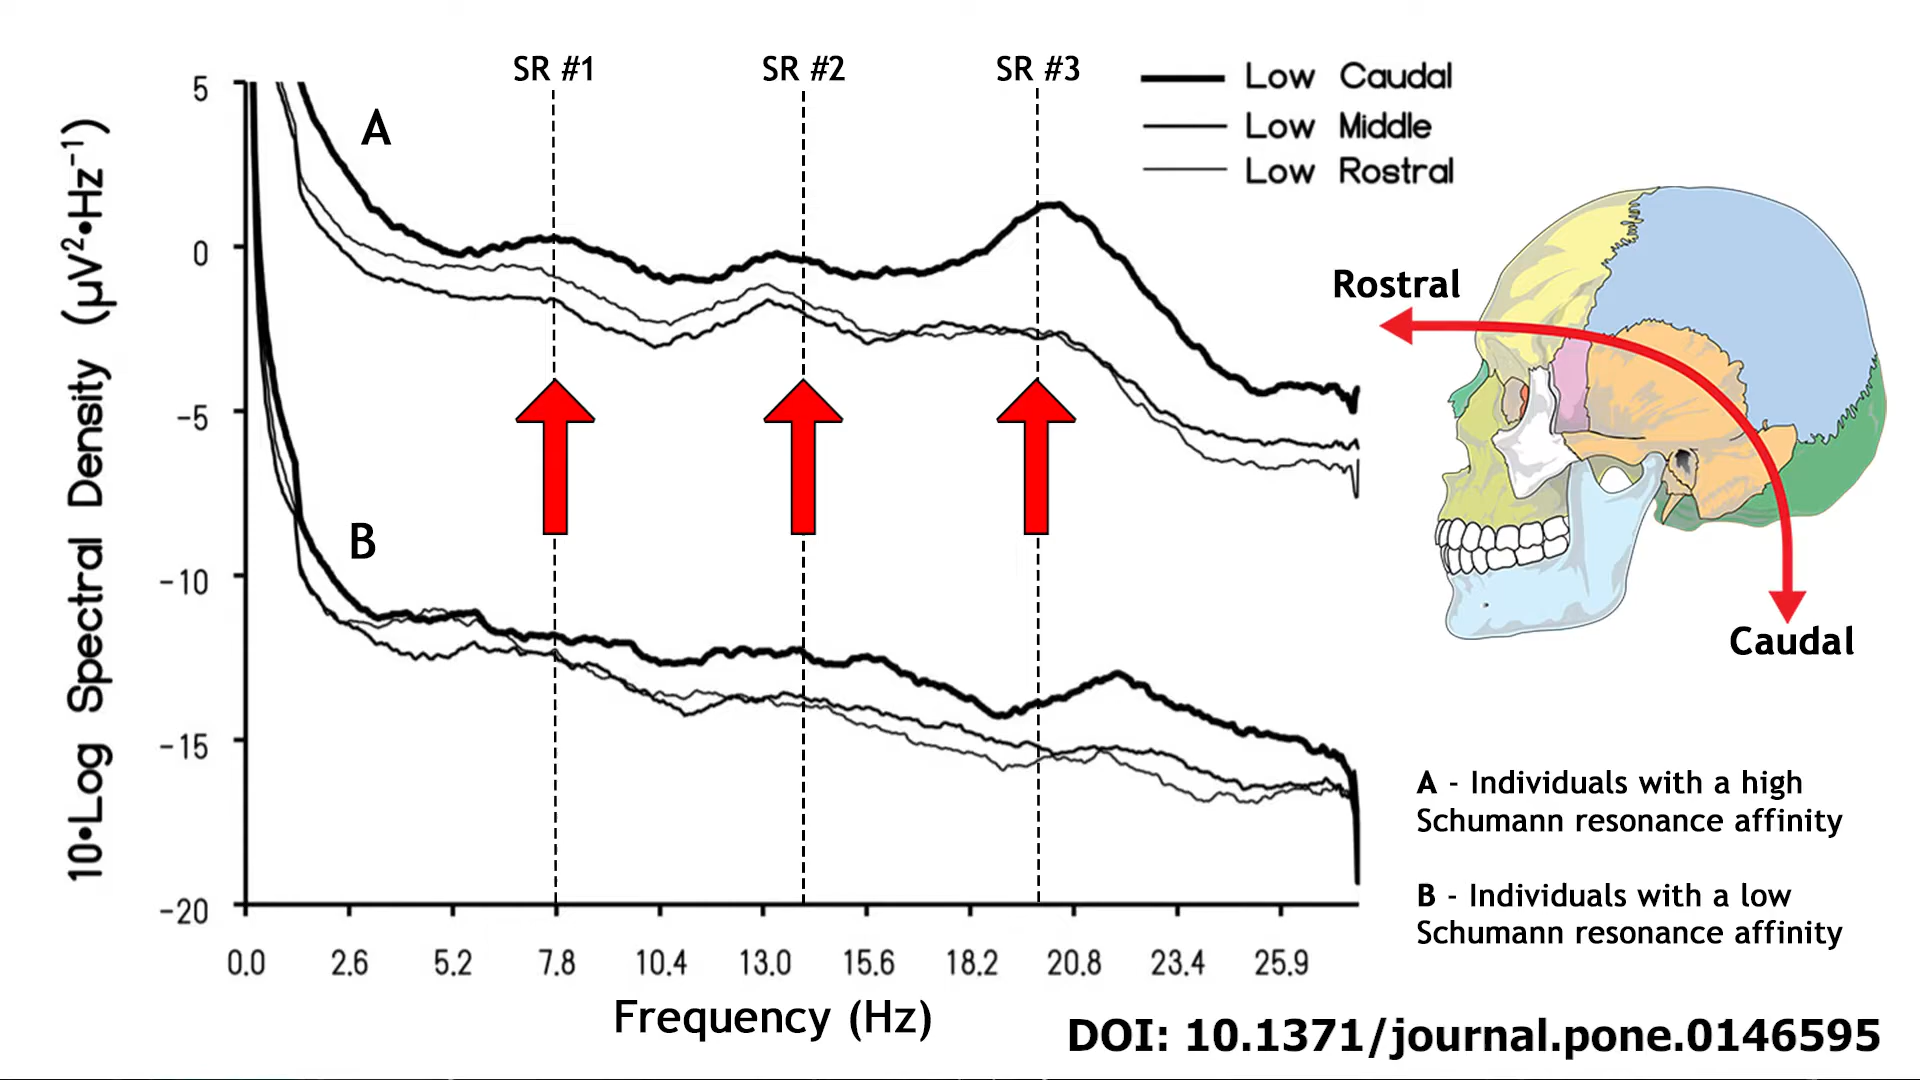 SR #1
SR #2
SR #3
Low Caudal
Low Middle
Low Rostral
A
B
10•Log Spectral Density (µV²•Hz⁻¹)
5
0
−5
−10
−15
−20
0.0
2.6
5.2
7.8
10.4
13.0
15.6
18.2
20.8
23.4
25.9
Frequency (Hz)
Rostral
Caudal
A - Individuals with a high
Schumann resonance affinity
B - Individuals with a low
Schumann resonance affinity
DOI: 10.1371/journal.pone.0146595